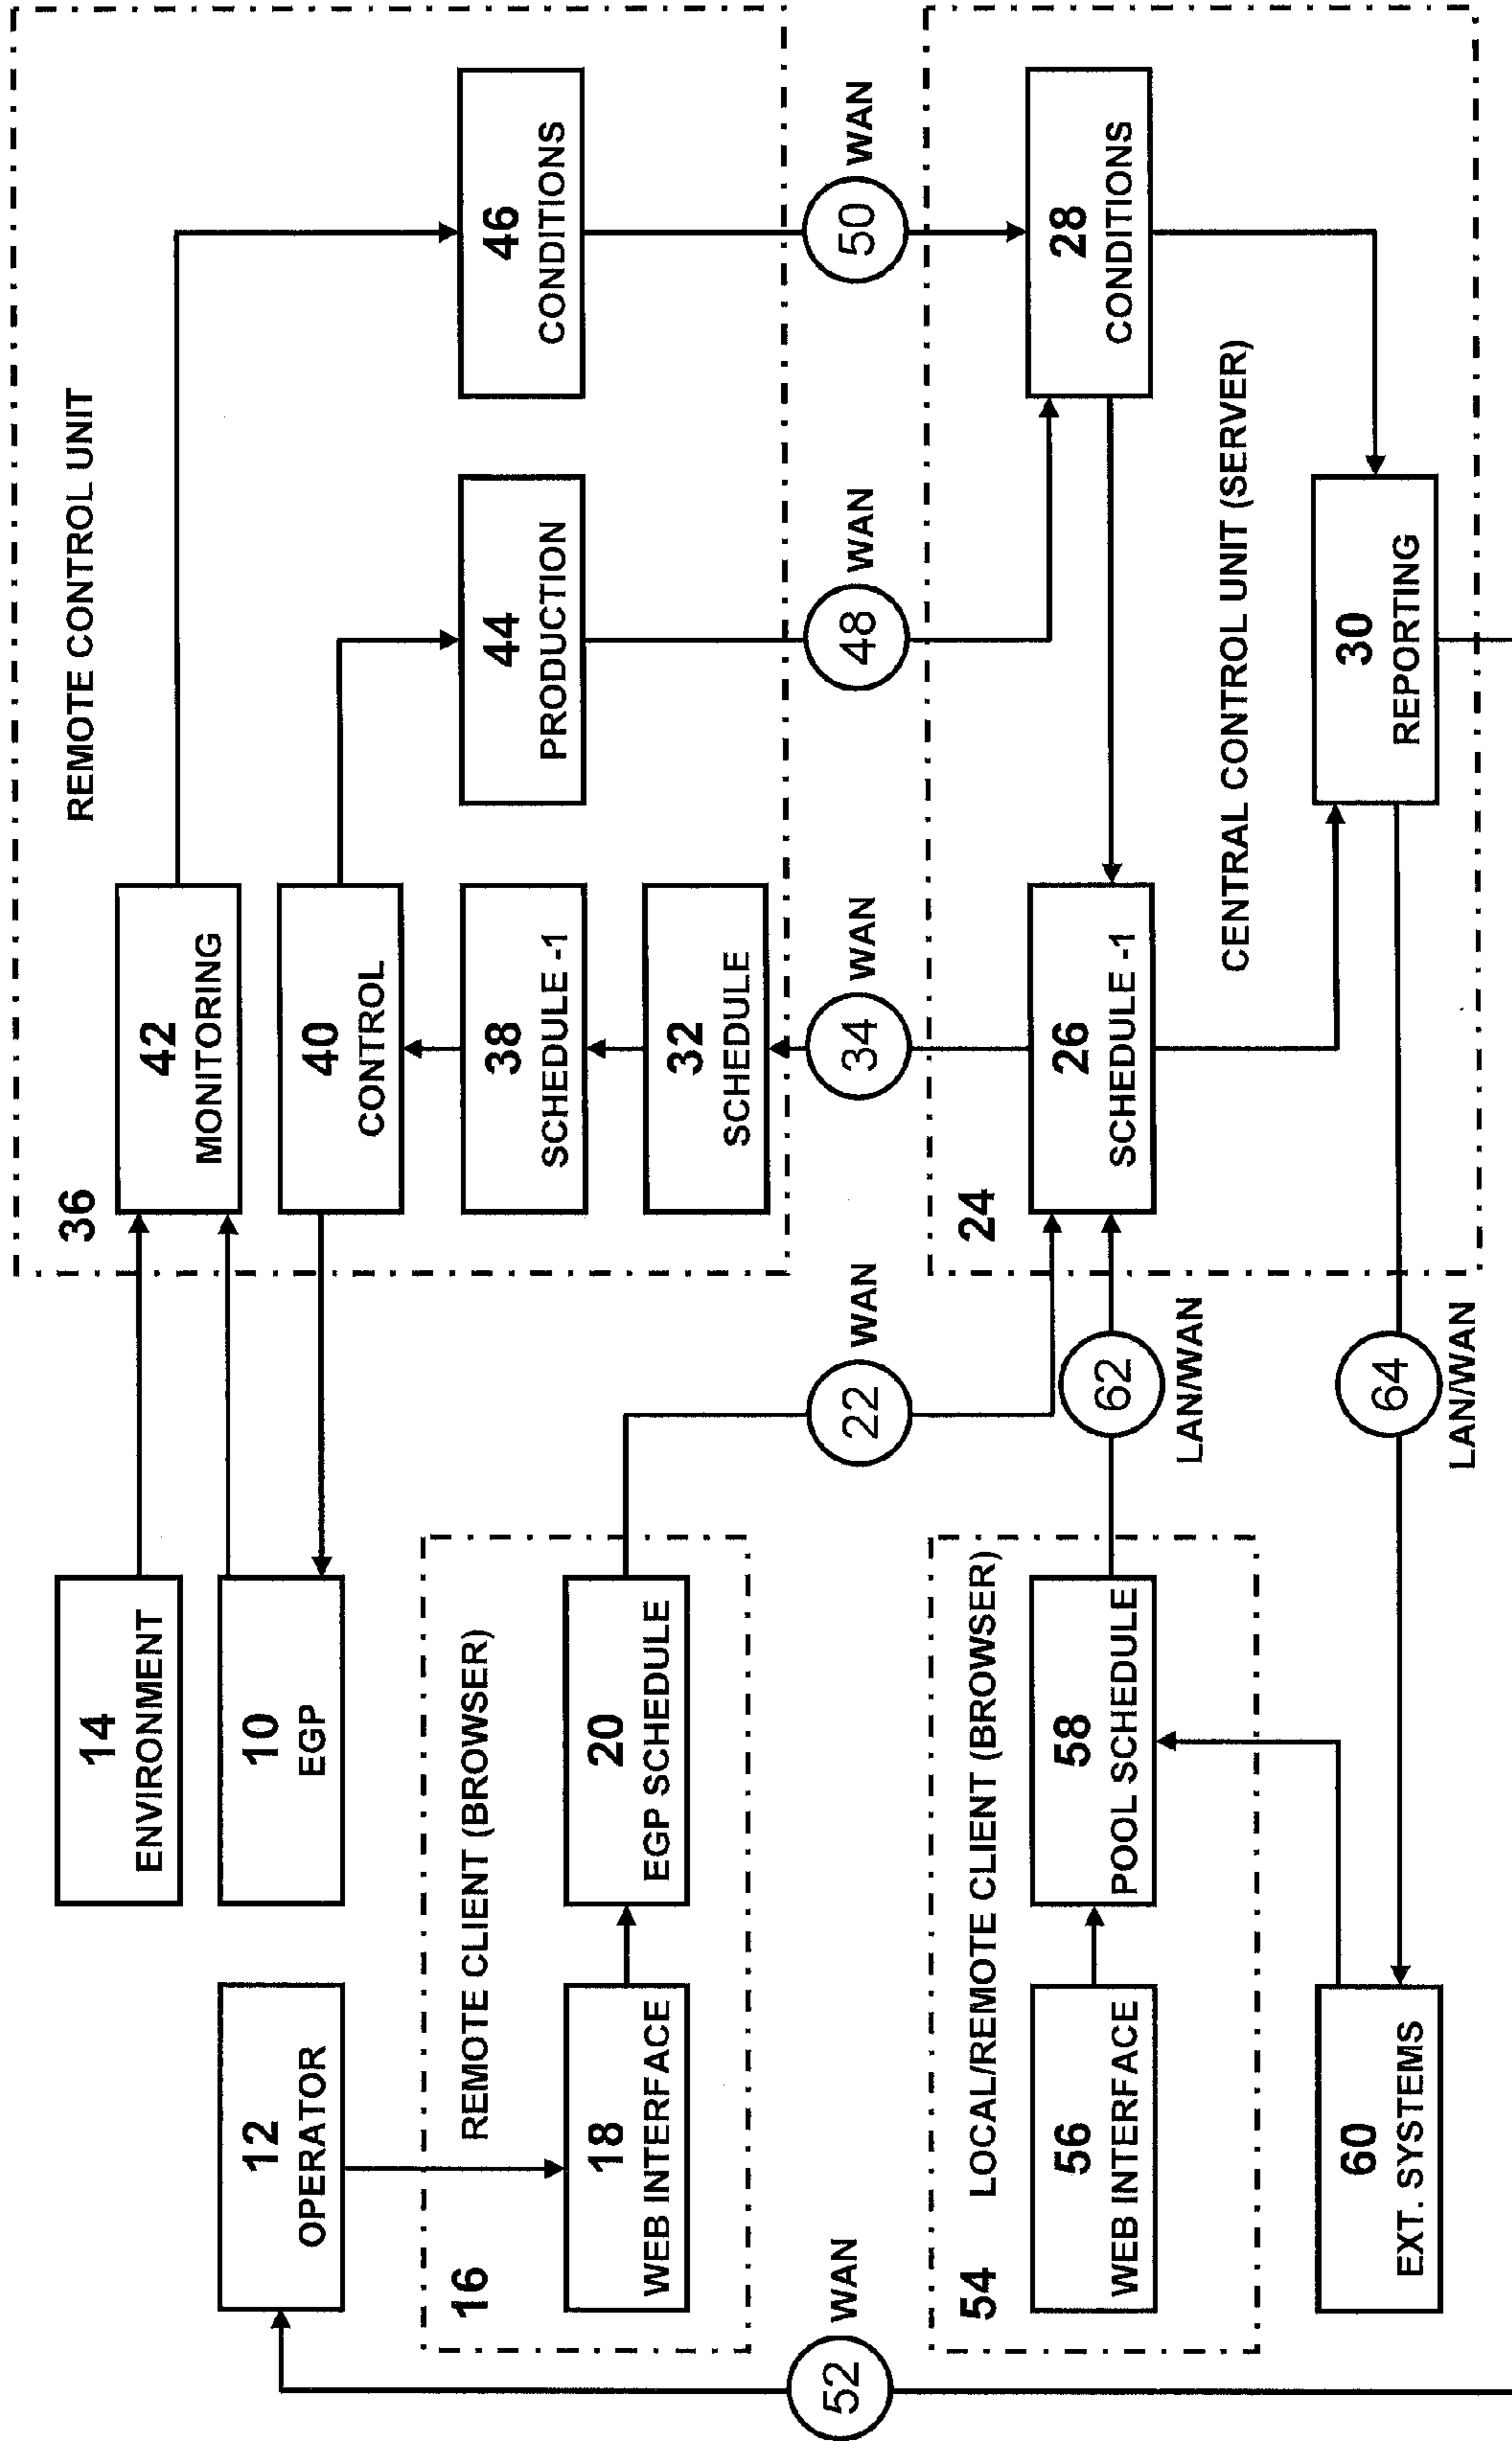 14
ENVIRONMENT
36
42
MONITORING
REMOTE CONTROL UNIT
12
OPERATOR
10
EGP
40
CONTROL
16
REMOTE CLIENT (BROWSER)
18
WEB INTERFACE
20
EGP SCHEDULE
38
SCHEDULE -1
44
PRODUCTION
46
CONDITIONS
32
SCHEDULE
52
WAN
22
WAN
34
WAN
48
WAN
50
WAN
54
LOCAL/REMOTE CLIENT (BROWSER)
56
WEB INTERFACE
58
POOL SCHEDULE
62
LAN/WAN
24
26
SCHEDULE -1
28
CONDITIONS
CENTRAL CONTROL UNIT (SERVER)
60
EXT. SYSTEMS
64
LAN/WAN
30
REPORTING